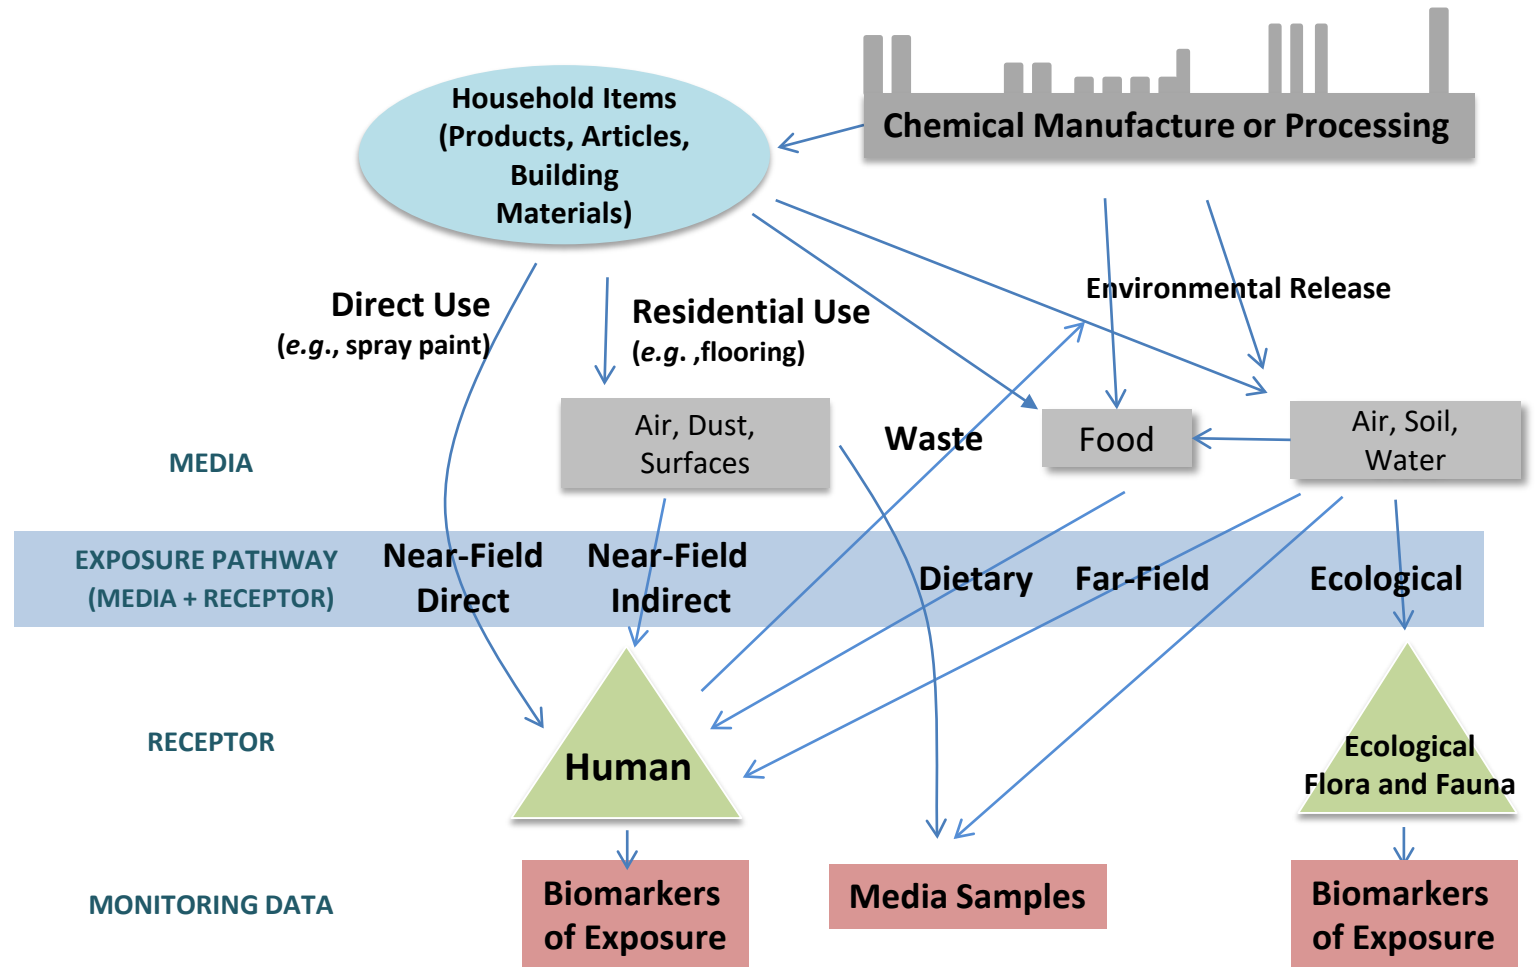 Household Items
(Products, Articles,
Building
Materials)
Chemical Manufacture or Processing
Direct Use
(e.g., spray paint)
Residential Use
(e.g. ,flooring)
Environmental Release
MEDIA
Air, Dust,
Surfaces
Waste
Food
Air, Soil,
Water
EXPOSURE PATHWAY
(MEDIA + RECEPTOR)
Near-Field
Direct
Near-Field
Indirect
Dietary
Far-Field
Ecological
RECEPTOR
Human
Ecological
Flora and Fauna
MONITORING DATA
Biomarkers
of Exposure
Media Samples
Biomarkers
of Exposure